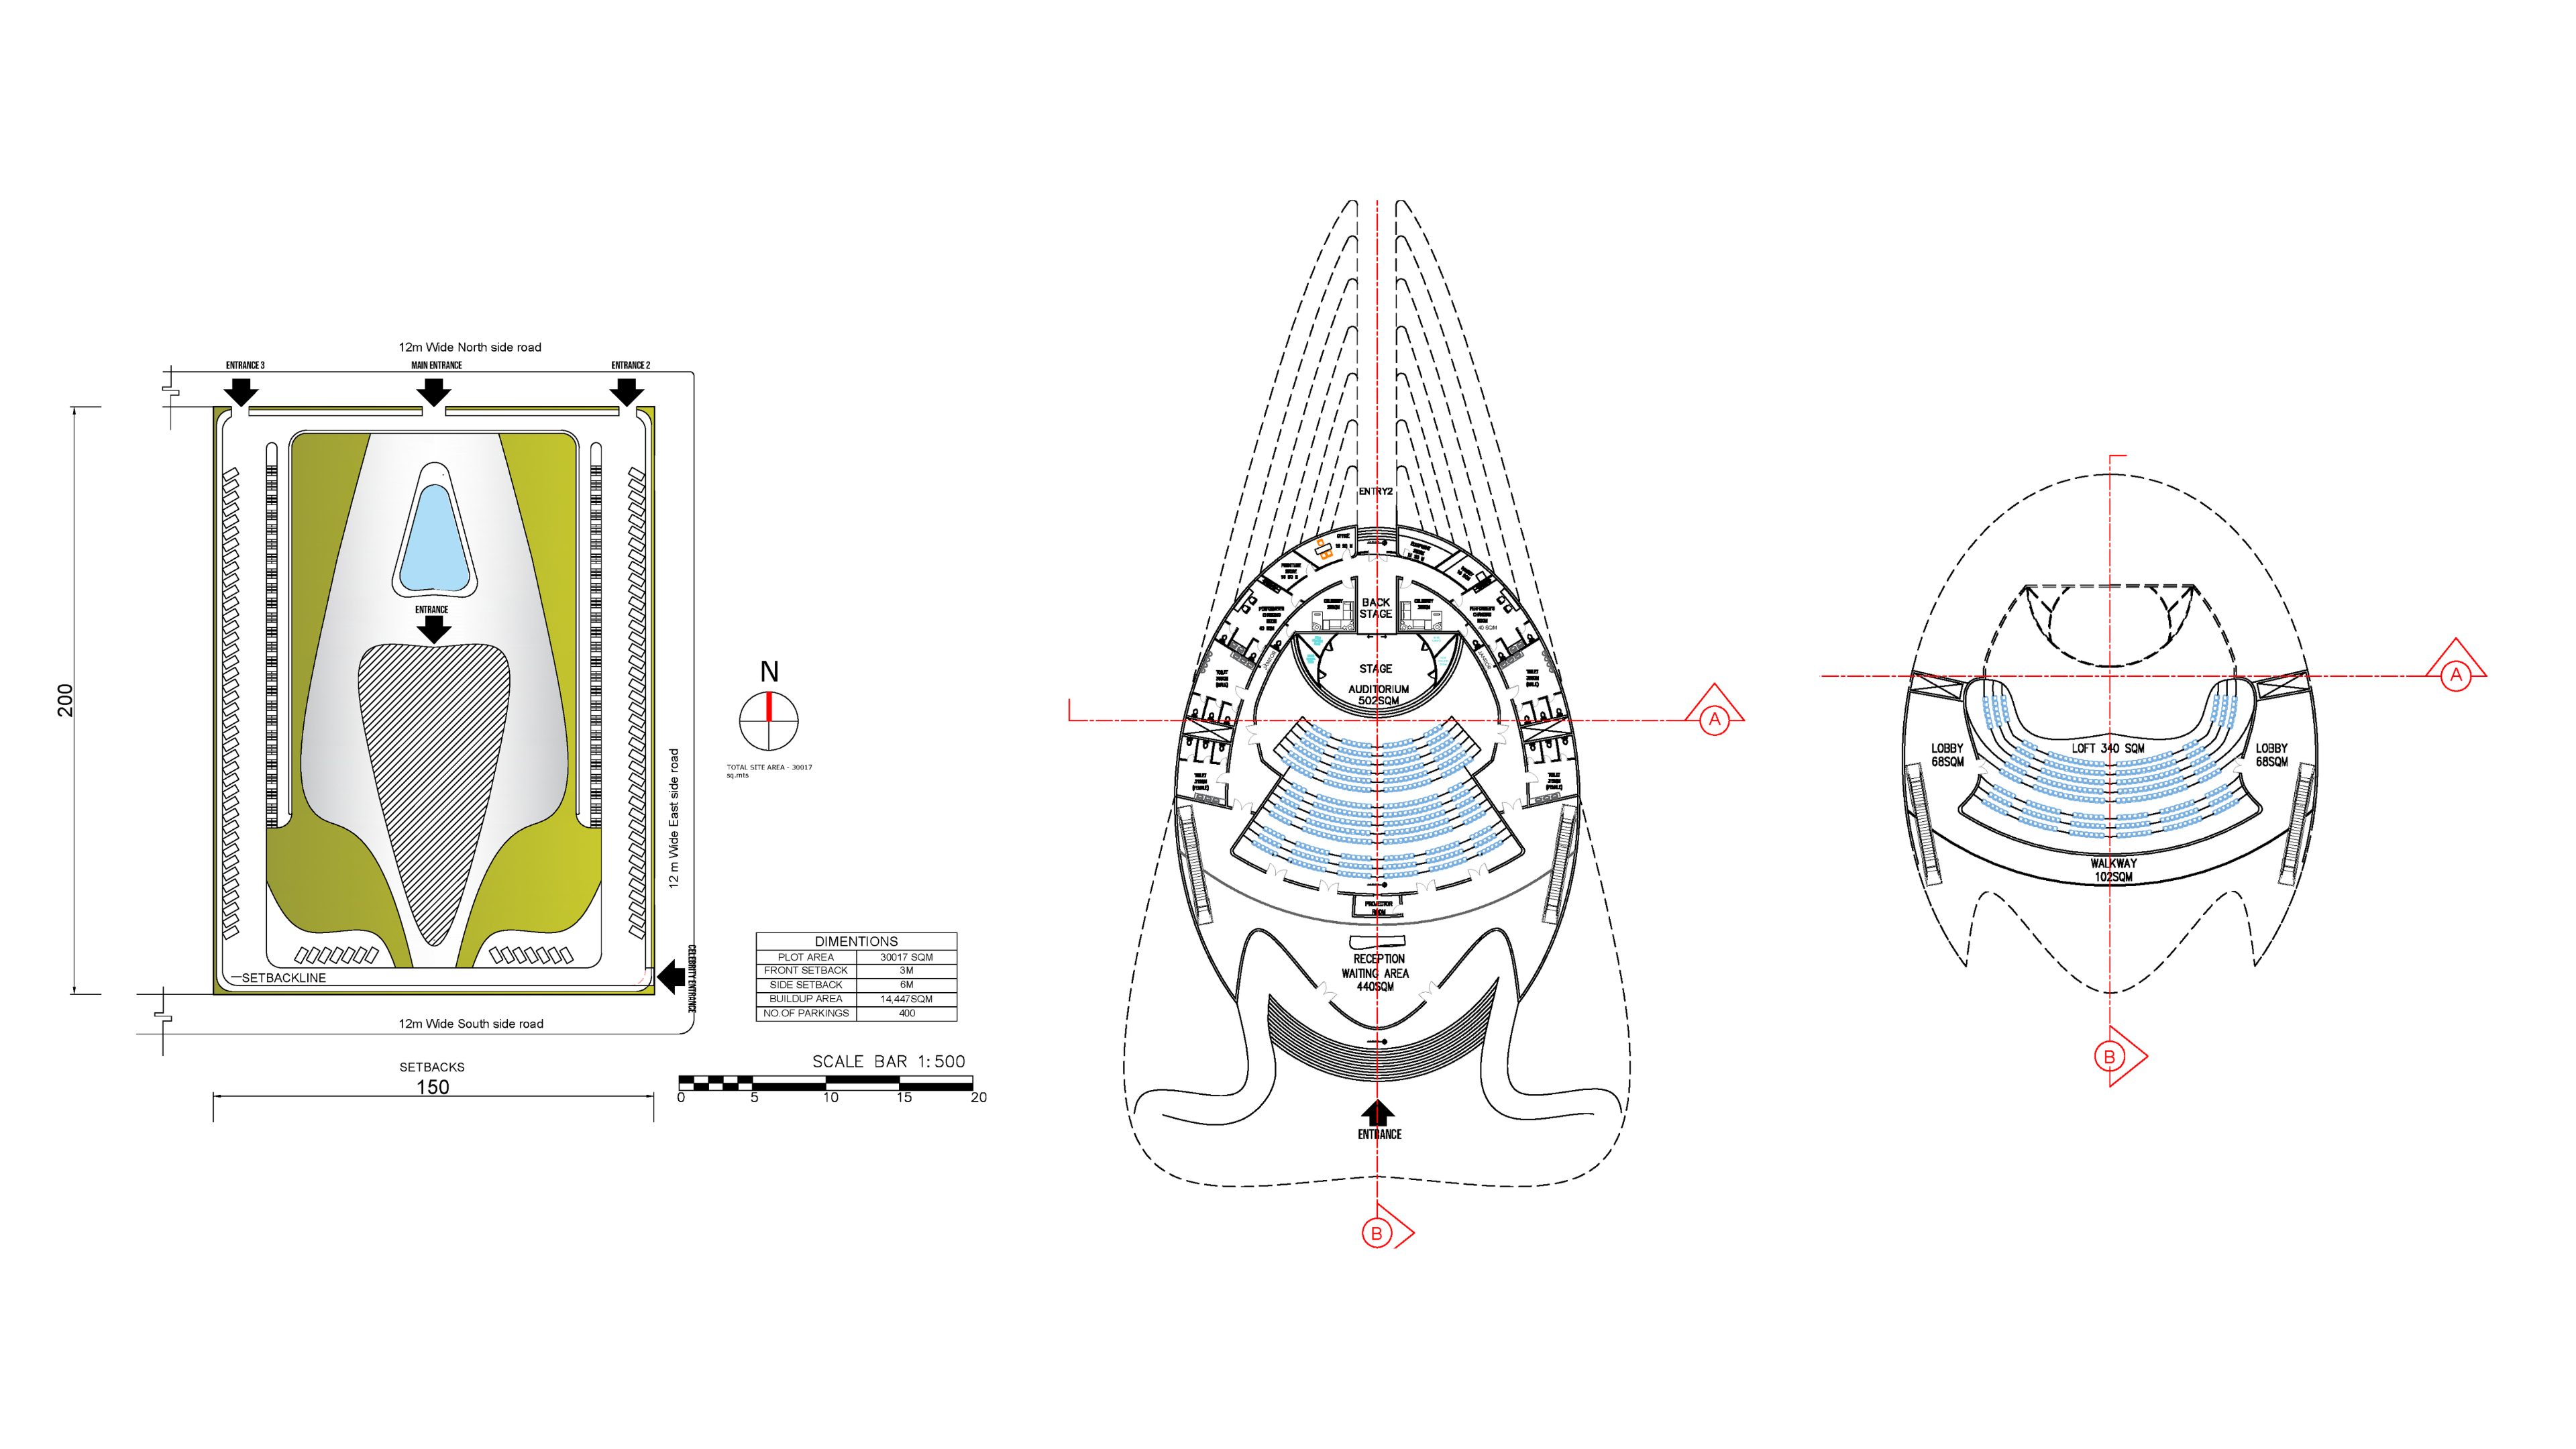 12m Wide North side road
ENTRANCE 3
MAIN ENTRANCE
ENTRANCE 2
200
ENTRANCE
N
TOTAL SITE AREA - 30017
sq.mts
12 m Wide East side road
CELEBRITY ENTRANCE
SETBACKLINE
12m Wide South side road
SETBACKS
150
DIMENTIONS
PLOT AREA 30017 SQM
FRONT SETBACK 3M
SIDE SETBACK 6M
BUILDUP AREA 14,447SQM
NO.OF PARKINGS 400
SCALE BAR 1:500
0 5 10 15 20
ENTRY2
BACK
STAGE
40 SQM
40 SQM
STAGE
AUDITORIUM
502SQM
A
PROJECTOR
ROOM
RECEPTION
WAITING AREA
440SQM
ENTRANCE
B
A
LOBBY
68SQM
LOFT 340 SQM
LOBBY
68SQM
WALKWAY
102SQM
B